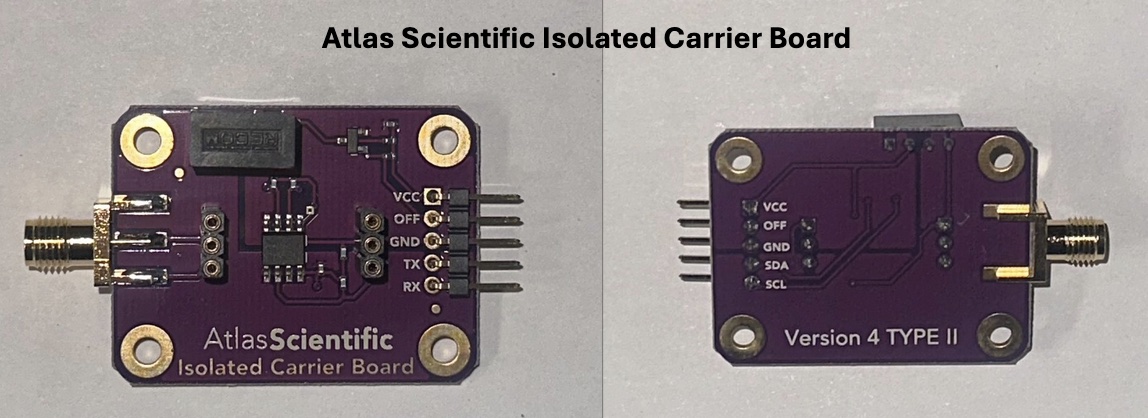 Atlas Scientific Isolated Carrier Board
VCC
OFF
GND
TX
RX
AtlasScientific
Isolated Carrier Board
VCC
OFF
GND
SDA
SCL
Version 4 TYPE II